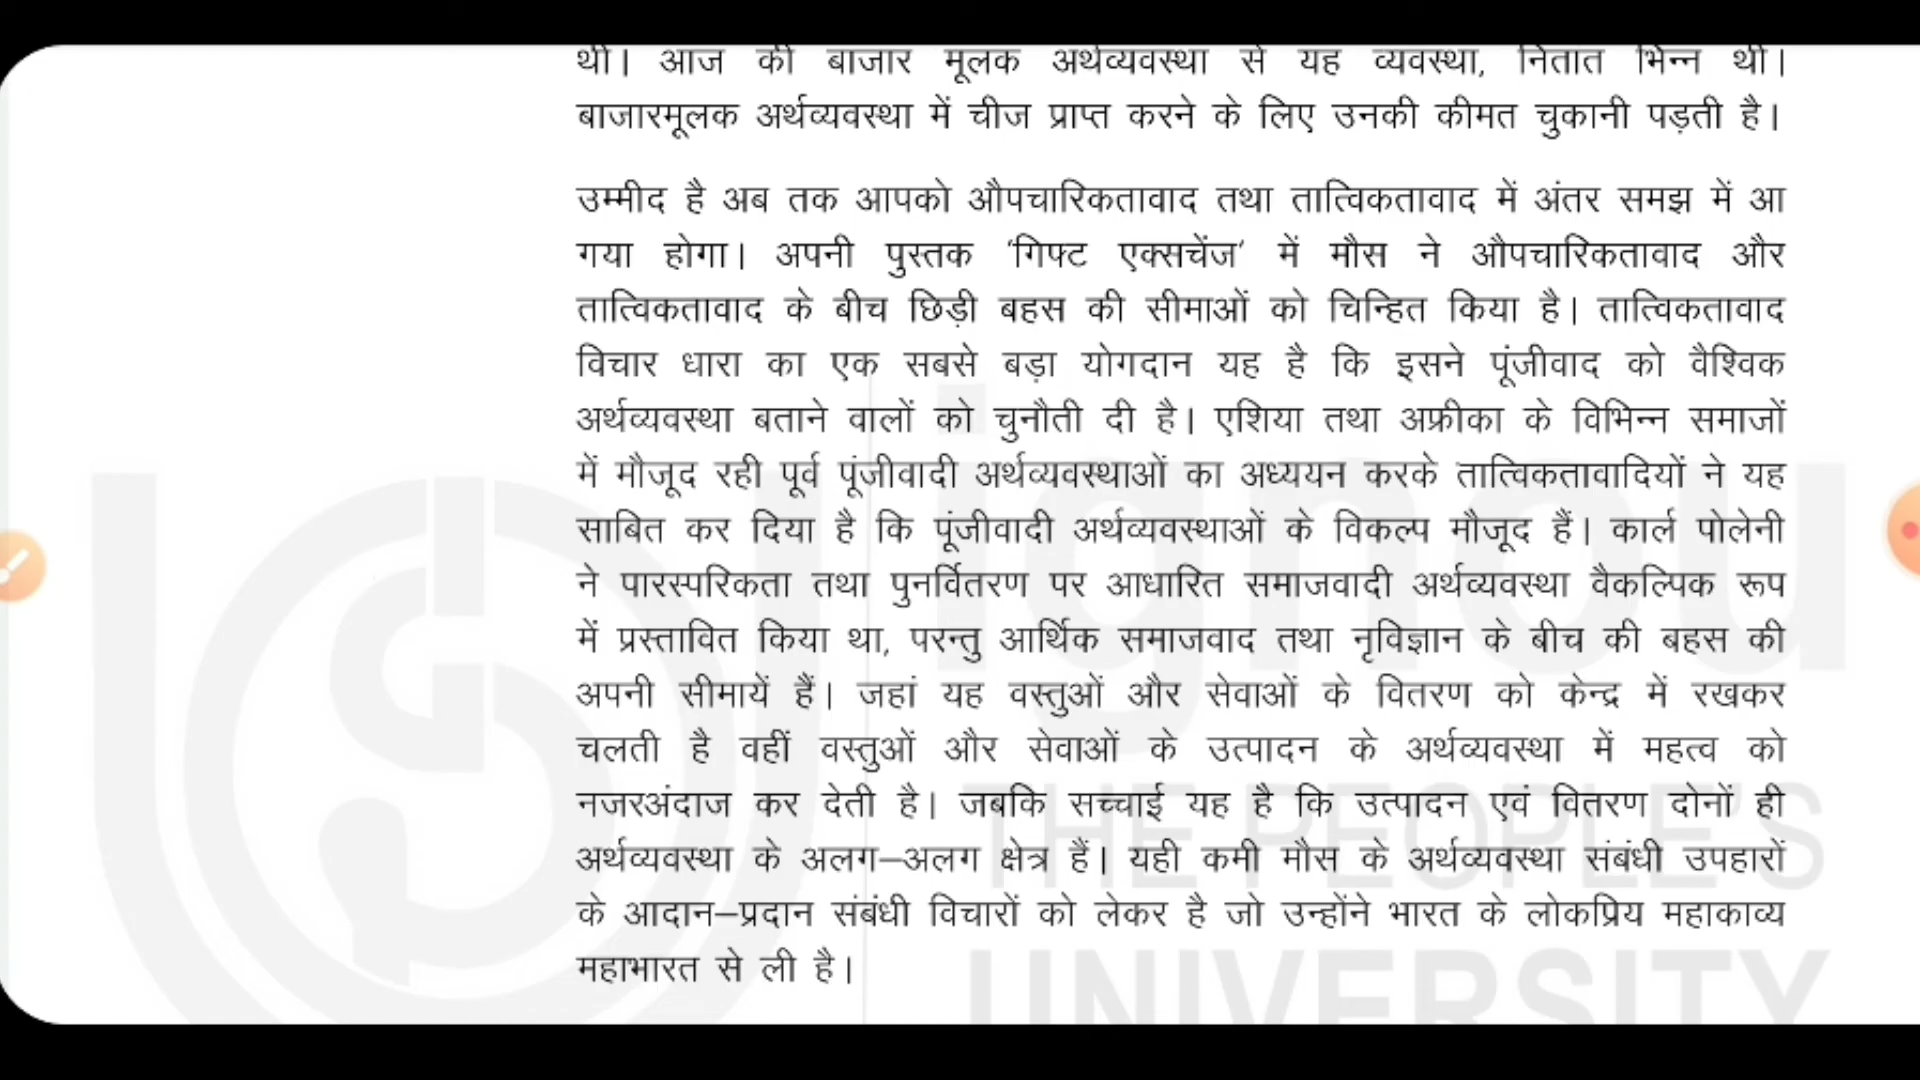 थी। आज की बाजार मूलक अर्थव्यवस्था से यह व्यवस्था, नितांत भिन्न थी।
बाजारमूलक अर्थव्यवस्था में चीज प्राप्त करने के लिए उनकी कीमत चुकानी पड़ती है।
उम्मीद है अब तक आपको औपचारिकतावाद तथा तात्विकतावाद में अंतर समझ में आ
गया होगा। अपनी पुस्तक 'गिफ्ट एक्सचेंज' में मौस ने औपचारिकतावाद और
तात्विकतावाद के बीच छिड़ी बहस की सीमाओं को चिन्हित किया है। तात्विकतावाद
विचार धारा का एक सबसे बड़ा योगदान यह है कि इसने पूंजीवाद को वैश्विक
अर्थव्यवस्था बताने वालों को चुनौती दी है। एशिया तथा अफ्रीका के विभिन्न समाजों
में मौजूद रही पूर्व पूंजीवादी अर्थव्यवस्थाओं का अध्ययन करके तात्विकतावादियों ने यह
साबित कर दिया है कि पूंजीवादी अर्थव्यवस्थाओं के विकल्प मौजूद हैं। कार्ल पोलेनी
ने पारस्परिकता तथा पुनर्वितरण पर आधारित समाजवादी अर्थव्यवस्था वैकल्पिक रूप
में प्रस्तावित किया था, परन्तु आर्थिक समाजवाद तथा नृविज्ञान के बीच की बहस की
अपनी सीमायें हैं। जहां यह वस्तुओं और सेवाओं के वितरण को केन्द्र में रखकर
चलती है वहीं वस्तुओं और सेवाओं के उत्पादन के अर्थव्यवस्था में महत्व को
नजरअंदाज कर देती है। जबकि सच्चाई यह है कि उत्पादन एवं वितरण दोनों ही
अर्थव्यवस्था के अलग–अलग क्षेत्र हैं। यही कमी मौस के अर्थव्यवस्था संबंधी उपहारों
के आदान–प्रदान संबंधी विचारों को लेकर है जो उन्होंने भारत के लोकप्रिय महाकाव्य
महाभारत से ली है।
ignou
THE PEOPLE'S
UNIVERSITY